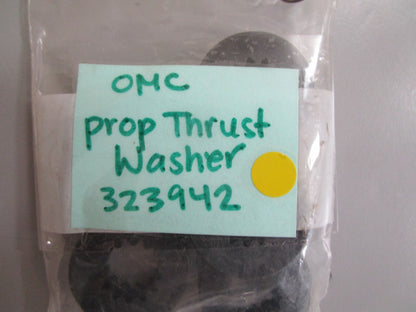 OMC
prop Thrust
Washer
323942